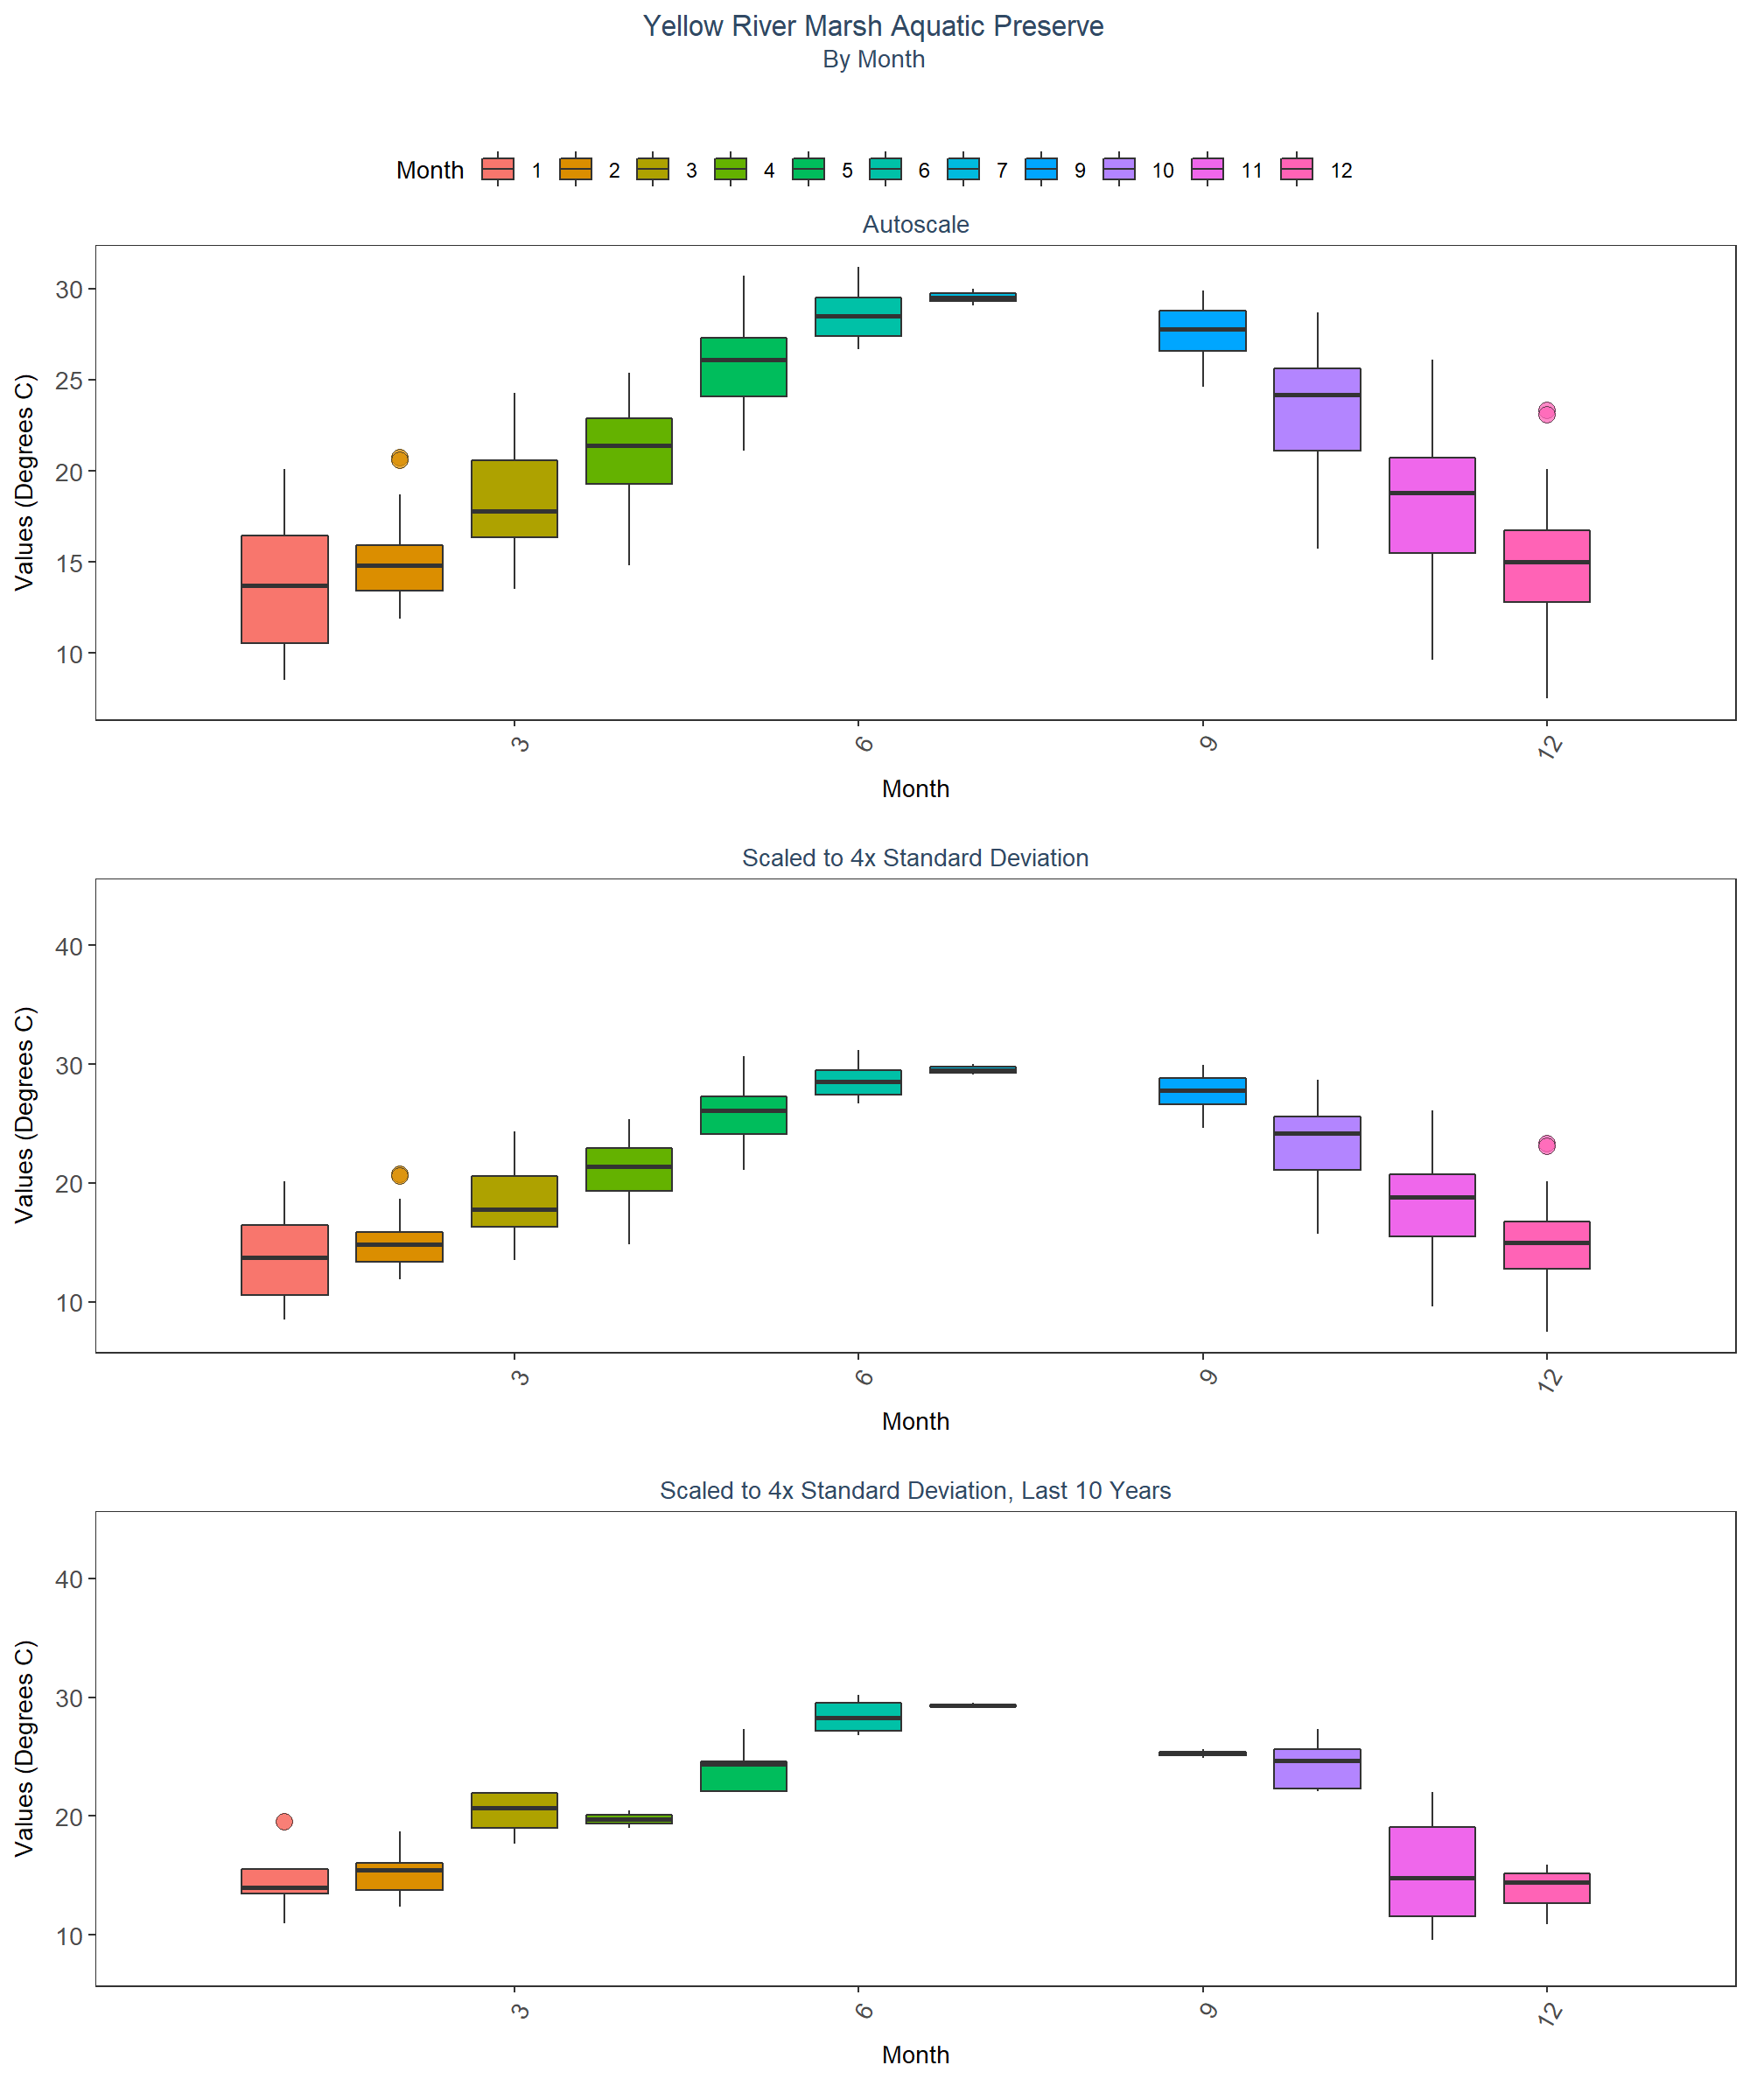 Yellow River Marsh Aquatic Preserve
By Month
Month 1 2 3 4 5 6 7 9 10 11 12
Autoscale
Values (Degrees C)
30
25
20
15
10
3 6 9 12
Month
Scaled to 4x Standard Deviation
Values (Degrees C)
40
30
20
10
3 6 9 12
Month
Scaled to 4x Standard Deviation, Last 10 Years
Values (Degrees C)
40
30
20
10
3 6 9 12
Month